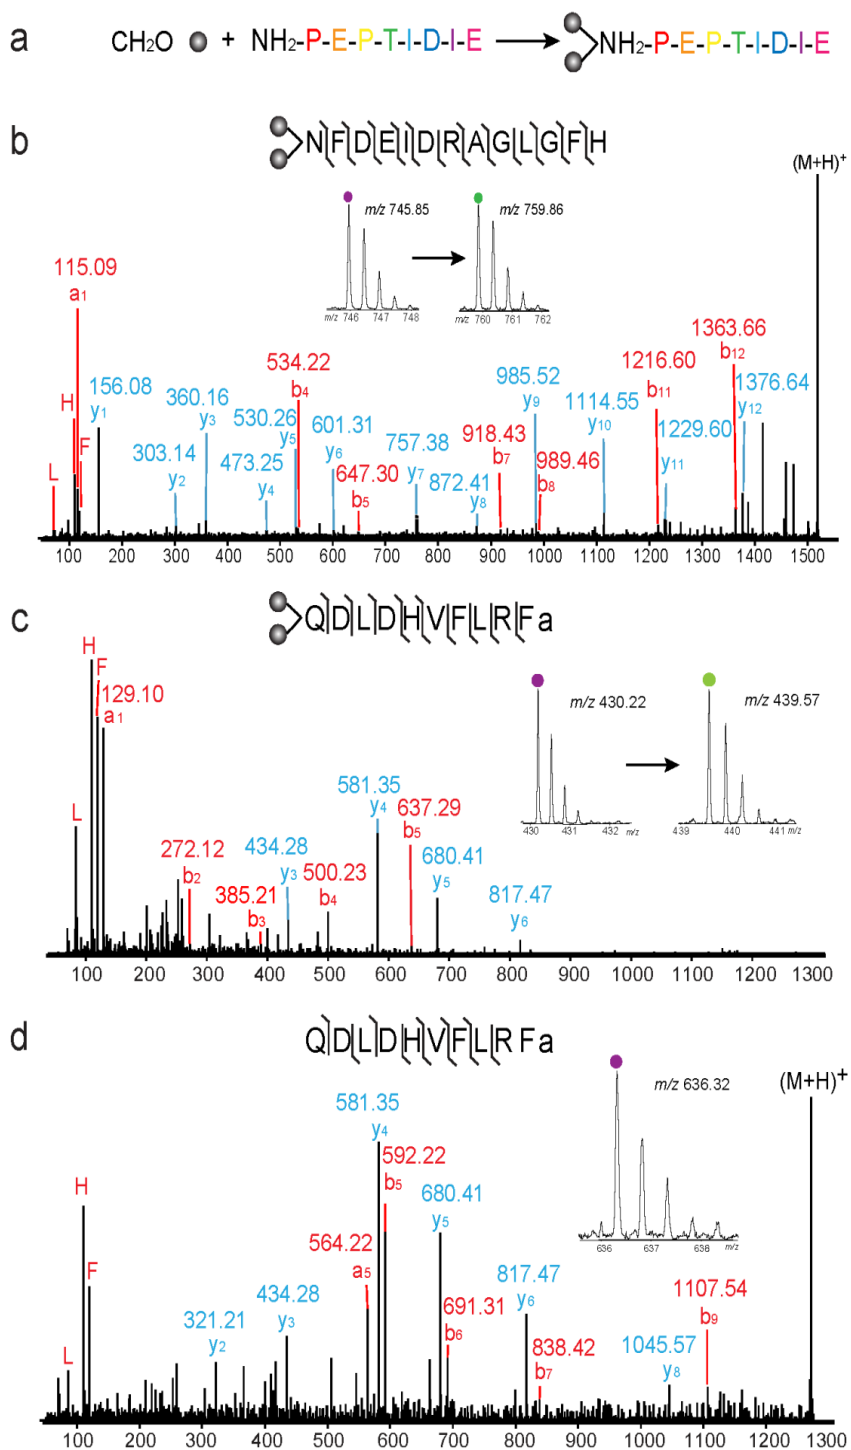 a
CH2O + NH2-P-E-P-T-I-D-I-E NH2-P-E-P-T-I-D-I-E
b
NFDEIDRAGLGFH
(M+H)+
m/z 745.85
m/z 759.86
m/z 746 747 748
m/z 760 761 762
115.09
a1
H
L
F
156.08
y1
303.14
y2
360.16
y3
473.25
y4
530.26
y5
534.22
b4
601.31
y6
647.30
b5
757.38
y7
872.41
y8
918.43
b7
985.52
y9
989.46
b8
1114.55
y10
1216.60
b11
1229.60
y11
1363.66
b12
1376.64
y12
100 200 300 400 500 600 700 800 900 1000 1100 1200 1300 1400 1500
c
QDLDHVFLRFa
H
F
129.10
a1
L
m/z 430.22
m/z 439.57
430 431 432 m/z
439 440 441 m/z
272.12
b2
385.21
b3
434.28
y3
500.23
b4
581.35
y4
637.29
b5
680.41
y5
817.47
y6
100 200 300 400 500 600 700 800 900 1000 1100 1200 1300
d
QDLDHVFLRFa
m/z 636.32
(M+H)+
636 637 638 m/z
H
F
L
321.21
y2
434.28
y3
564.22
a5
581.35
y4
592.22
b5
680.41
y5
691.31
b6
817.47
y6
838.42
b7
1045.57
y8
1107.54
b9
100 200 300 400 500 600 700 800 900 1000 1100 1200 1300